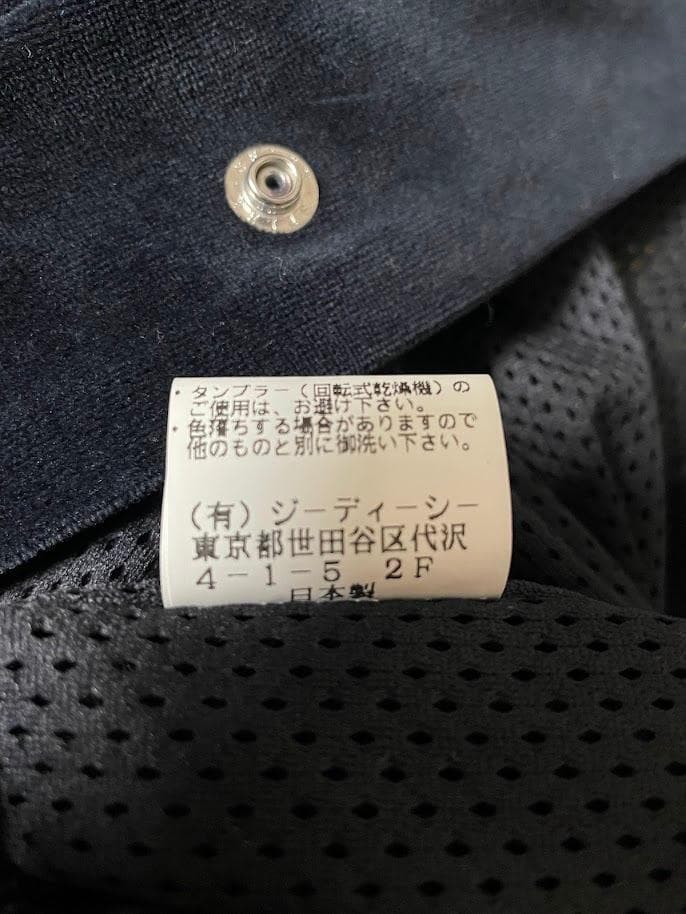 ・タンブラー(回転式乾燥機)の
ご使用は、お避け下さい。
・色落ちする場合がありますので
他のものと別に御洗い下さい。
(有)ジーディーシー
東京都世田谷区代沢
4-1-5 2F
日本製